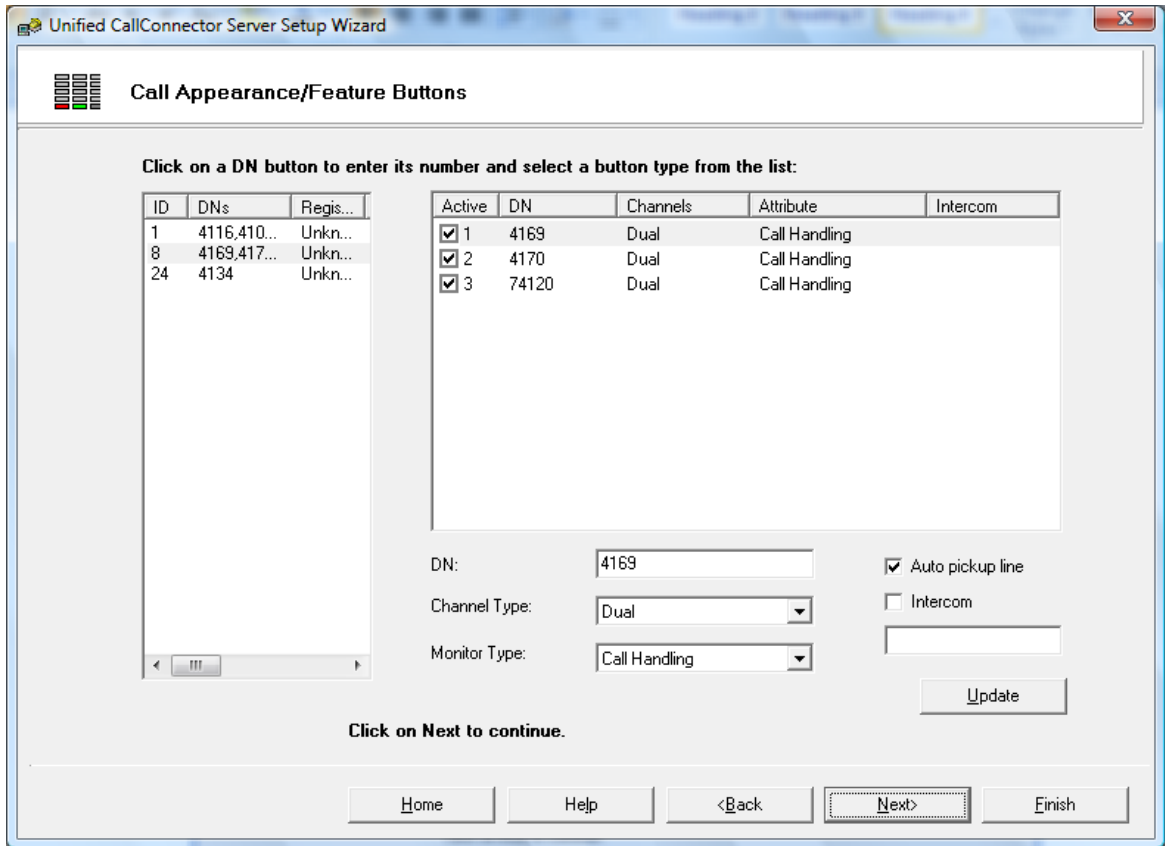 Unified CallConnector Server Setup Wizard
Call Appearance/Feature Buttons
Click on a DN button to enter its number and select a button type from the list:
ID DNs Regis...
1 4116,410... Unkn...
8 4169,417... Unkn...
24 4134 Unkn...
Active DN Channels Attribute Intercom
1 4169 Dual Call Handling
2 4170 Dual Call Handling
3 74120 Dual Call Handling
DN: 4169 Auto pickup line
Channel Type: Dual Intercom
Monitor Type: Call Handling
Update
Click on Next to continue.
Home Help <Back Next> Finish